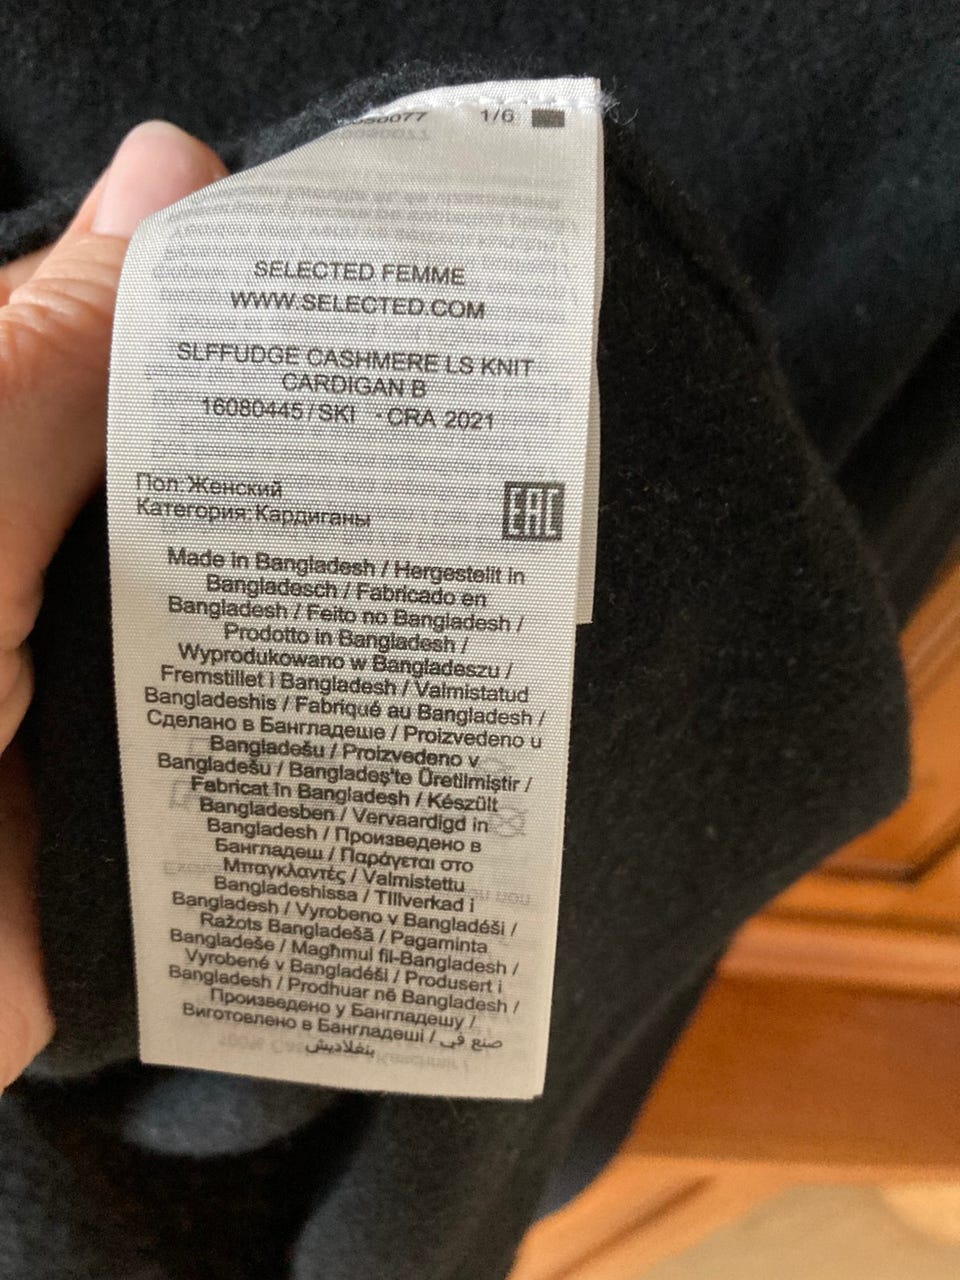 1/6
SELECTED FEMME
WWW.SELECTED.COM
SLFFUDGE CASHMERE LS KNIT
CARDIGAN B
16080445/SKI - CRA 2021
Пол: Женский
Категория: Кардиганы
EAC
Made in Bangladesh / Hergestellt in
Bangladesch / Fabricado en
Bangladesh / Feito no Bangladesh /
Prodotto in Bangladesh /
Wyprodukowano w Bangladeszu /
Fremstillet i Bangladesh / Valmistatud
Bangladeshis / Fabriqué au Bangladesh /
Сделано в Бангладеше / Proizvedeno u
Bangladešu / Proizvedeno v
Bangladešu / Bangladeş'te Üretilmiştir /
Fabricat în Bangladesh / Készült
Bangladesben / Vervaardigd in
Bangladesh / Произведено в
Бангладеш / Παράγεται στο
Μπαγκλαντές / Valmistettu
Bangladeshissa / Tillverkad i
Bangladesh / Vyrobeno v Bangladéši /
Ražots Bangladešā / Pagaminta
Bangladeše / Magħmul fil-Bangladesh /
Vyrobené v Bangladéši / Produsert i
Bangladesh / Prodhuar në Bangladesh /
Произведено у Бангладешу /
Виготовлено в Бангладеші / صنع في
بنغلاديش